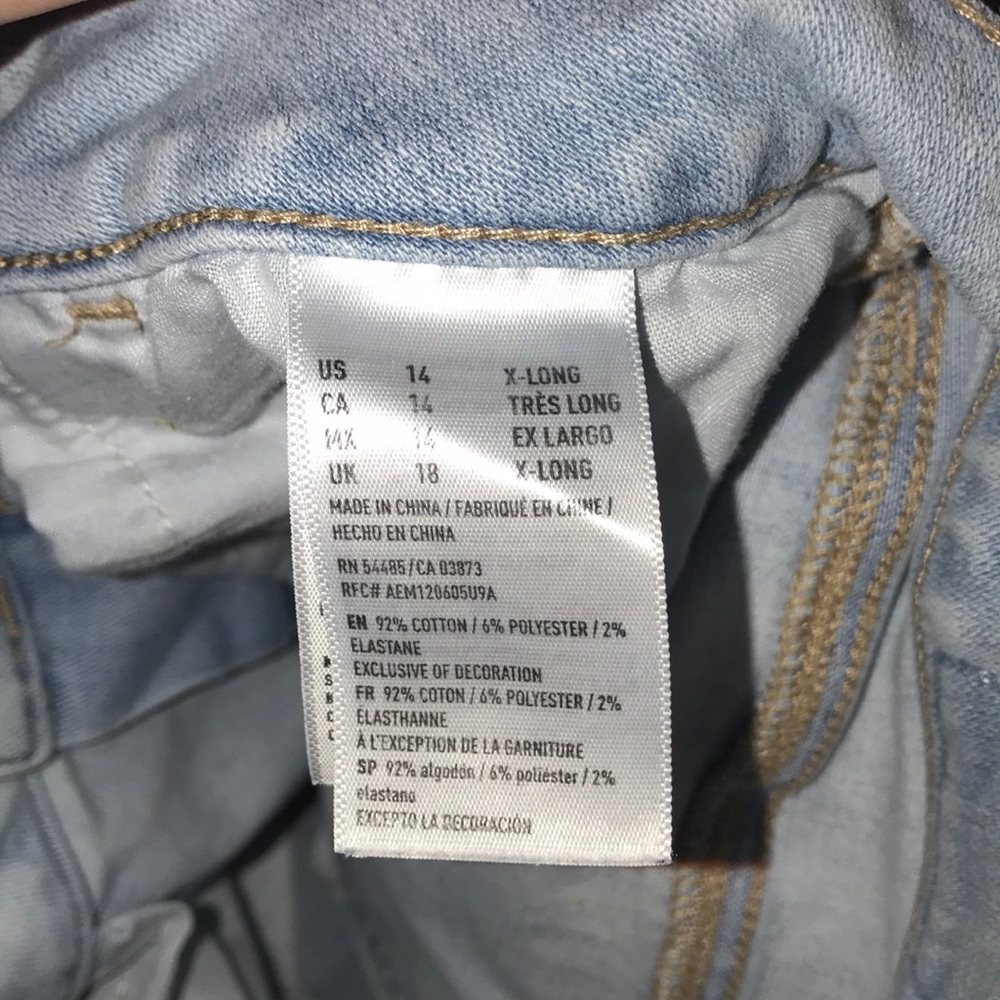 US 14 X-LONG
CA 14 TRÈS LONG
MX 14 EX LARGO
UK 18 X-LONG
MADE IN CHINA / FABRIQUÉ EN CHINE /
HECHO EN CHINA
RN 54485/CA 03873
RFC# AEM120605U9A
EN 92% COTTON / 6% POLYESTER / 2%
ELASTANE
EXCLUSIVE OF DECORATION
FR 92% COTON / 6% POLYESTER / 2%
ÉLASTHANNE
À L'EXCEPTION DE LA GARNITURE
SP 92% algodón / 6% poliéster / 2%
elastano
EXCEPTO LA DECORACIÓN